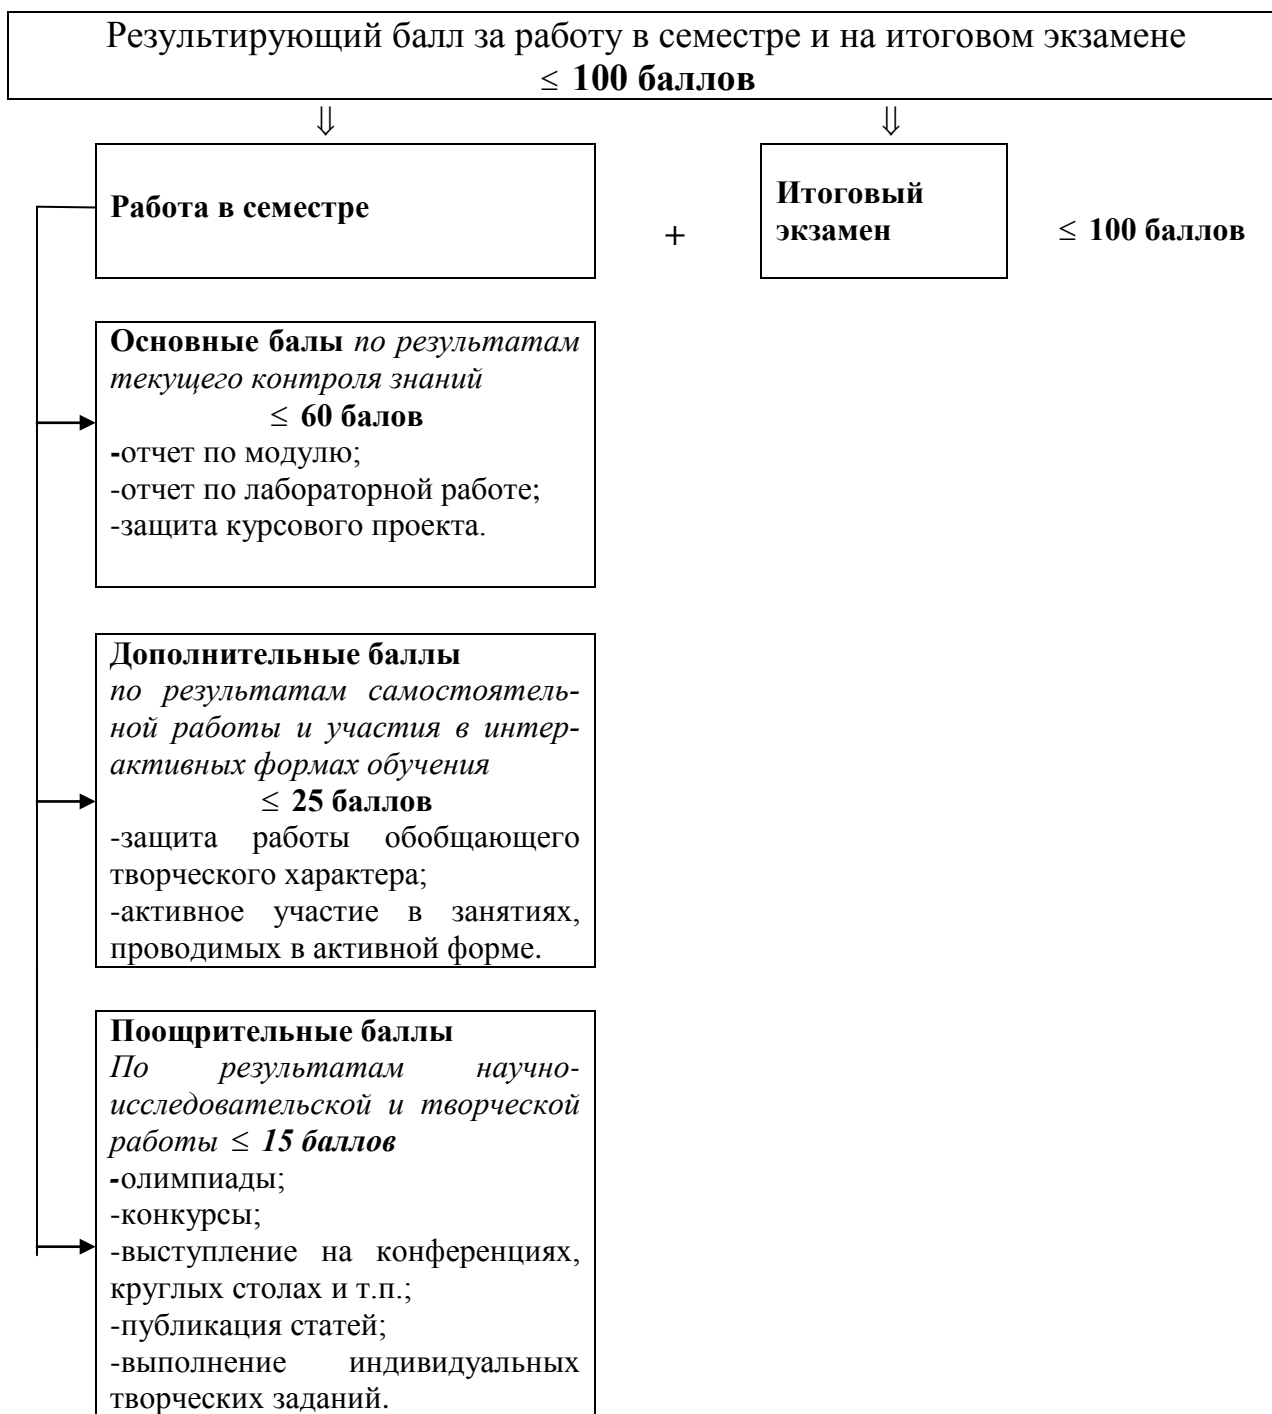 Результирующий балл за работу в семестре и на итоговом экзамене
≤ 100 баллов
⇓ ⇓
Работа в семестре
+
Итоговый
экзамен
≤ 100 баллов
Основные балы по результатам
текущего контроля знаний
≤ 60 балов
-отчет по модулю;
-отчет по лабораторной работе;
-защита курсового проекта.
Дополнительные баллы
по результатам самостоятель-
ной работы и участия в интер-
активных формах обучения
≤ 25 баллов
-защита работы обобщающего
творческого характера;
-активное участие в занятиях,
проводимых в активной форме.
Поощрительные баллы
По результатам научно-
исследовательской и творческой
работы ≤ 15 баллов
-олимпиады;
-конкурсы;
-выступление на конференциях,
круглых столах и т.п.;
-публикация статей;
-выполнение индивидуальных
творческих заданий.